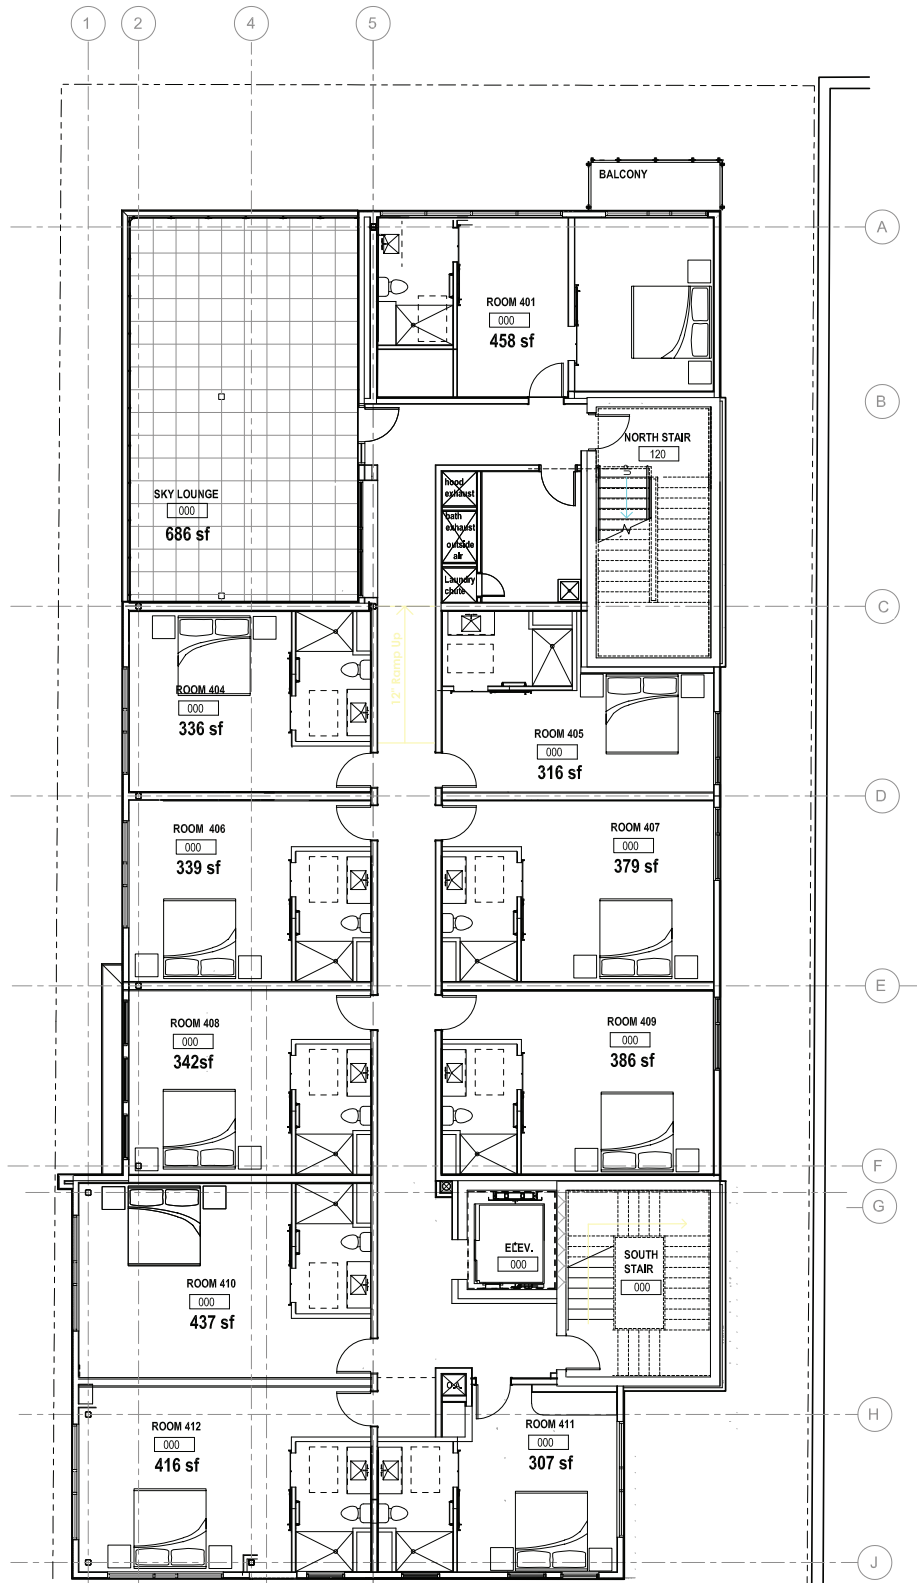 1
2
4
5
BALCONY
A
ROOM 401
000
458 sf
B
NORTH STAIR
120
UP
hood
exhaust
SKY LOUNGE
000
686 sf
bath
exhaust
outside
air
Laundry
chute
C
12" Ramp Up
ROOM 404
000
336 sf
ROOM 405
000
316 sf
D
ROOM 406
000
339 sf
ROOM 407
000
379 sf
E
ROOM 408
000
342sf
ROOM 409
000
386 sf
F
G
ELEV.
000
SOUTH
STAIR
000
ROOM 410
000
437 sf
O.A.
H
ROOM 412
000
416 sf
ROOM 411
000
307 sf
J